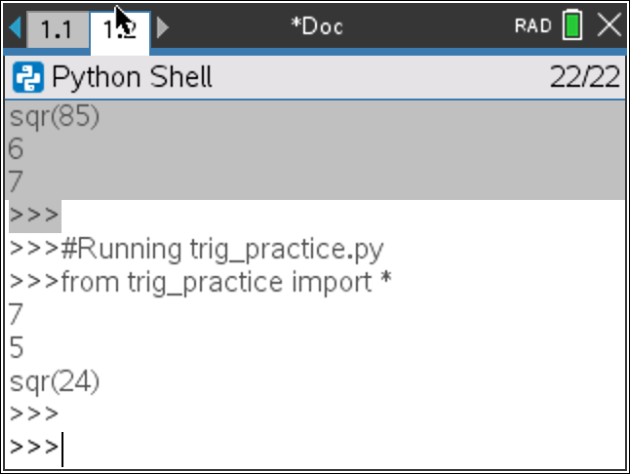 1.1 1.2 *Doc RAD
Python Shell 22/22
sqr(85)
6
7
>>>
>>>#Running trig_practice.py
>>>from trig_practice import *
7
5
sqr(24)
>>>
>>>